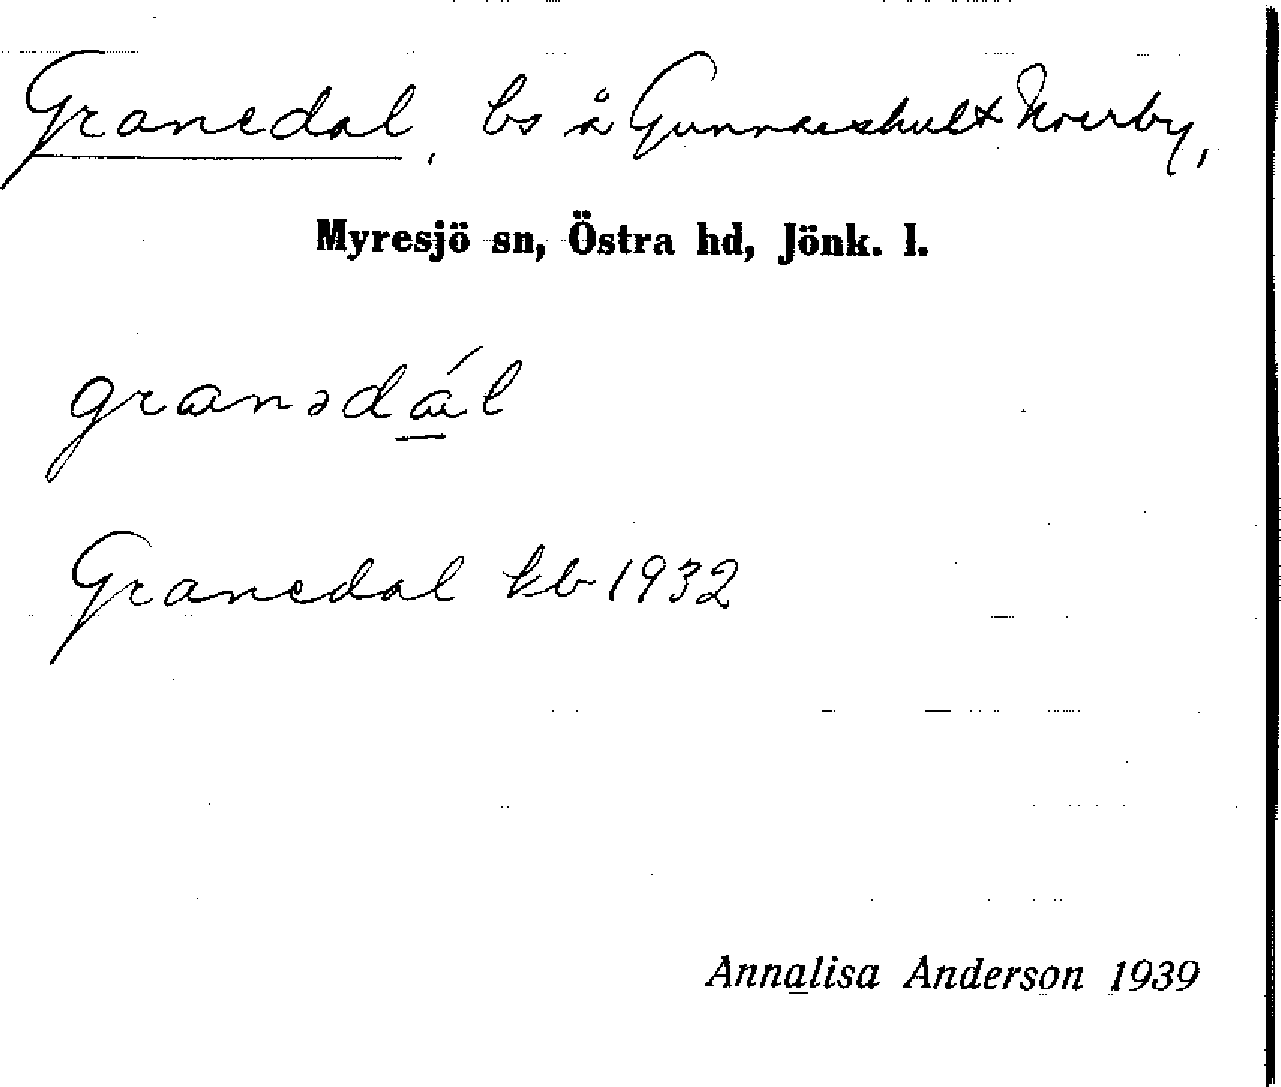 Granedal, bs å Gunnarshult Norrby,
Myresjö sn, Östra hd, Jönk. l.
granədál
Granedal kb 1932
Annalisa Anderson 1939